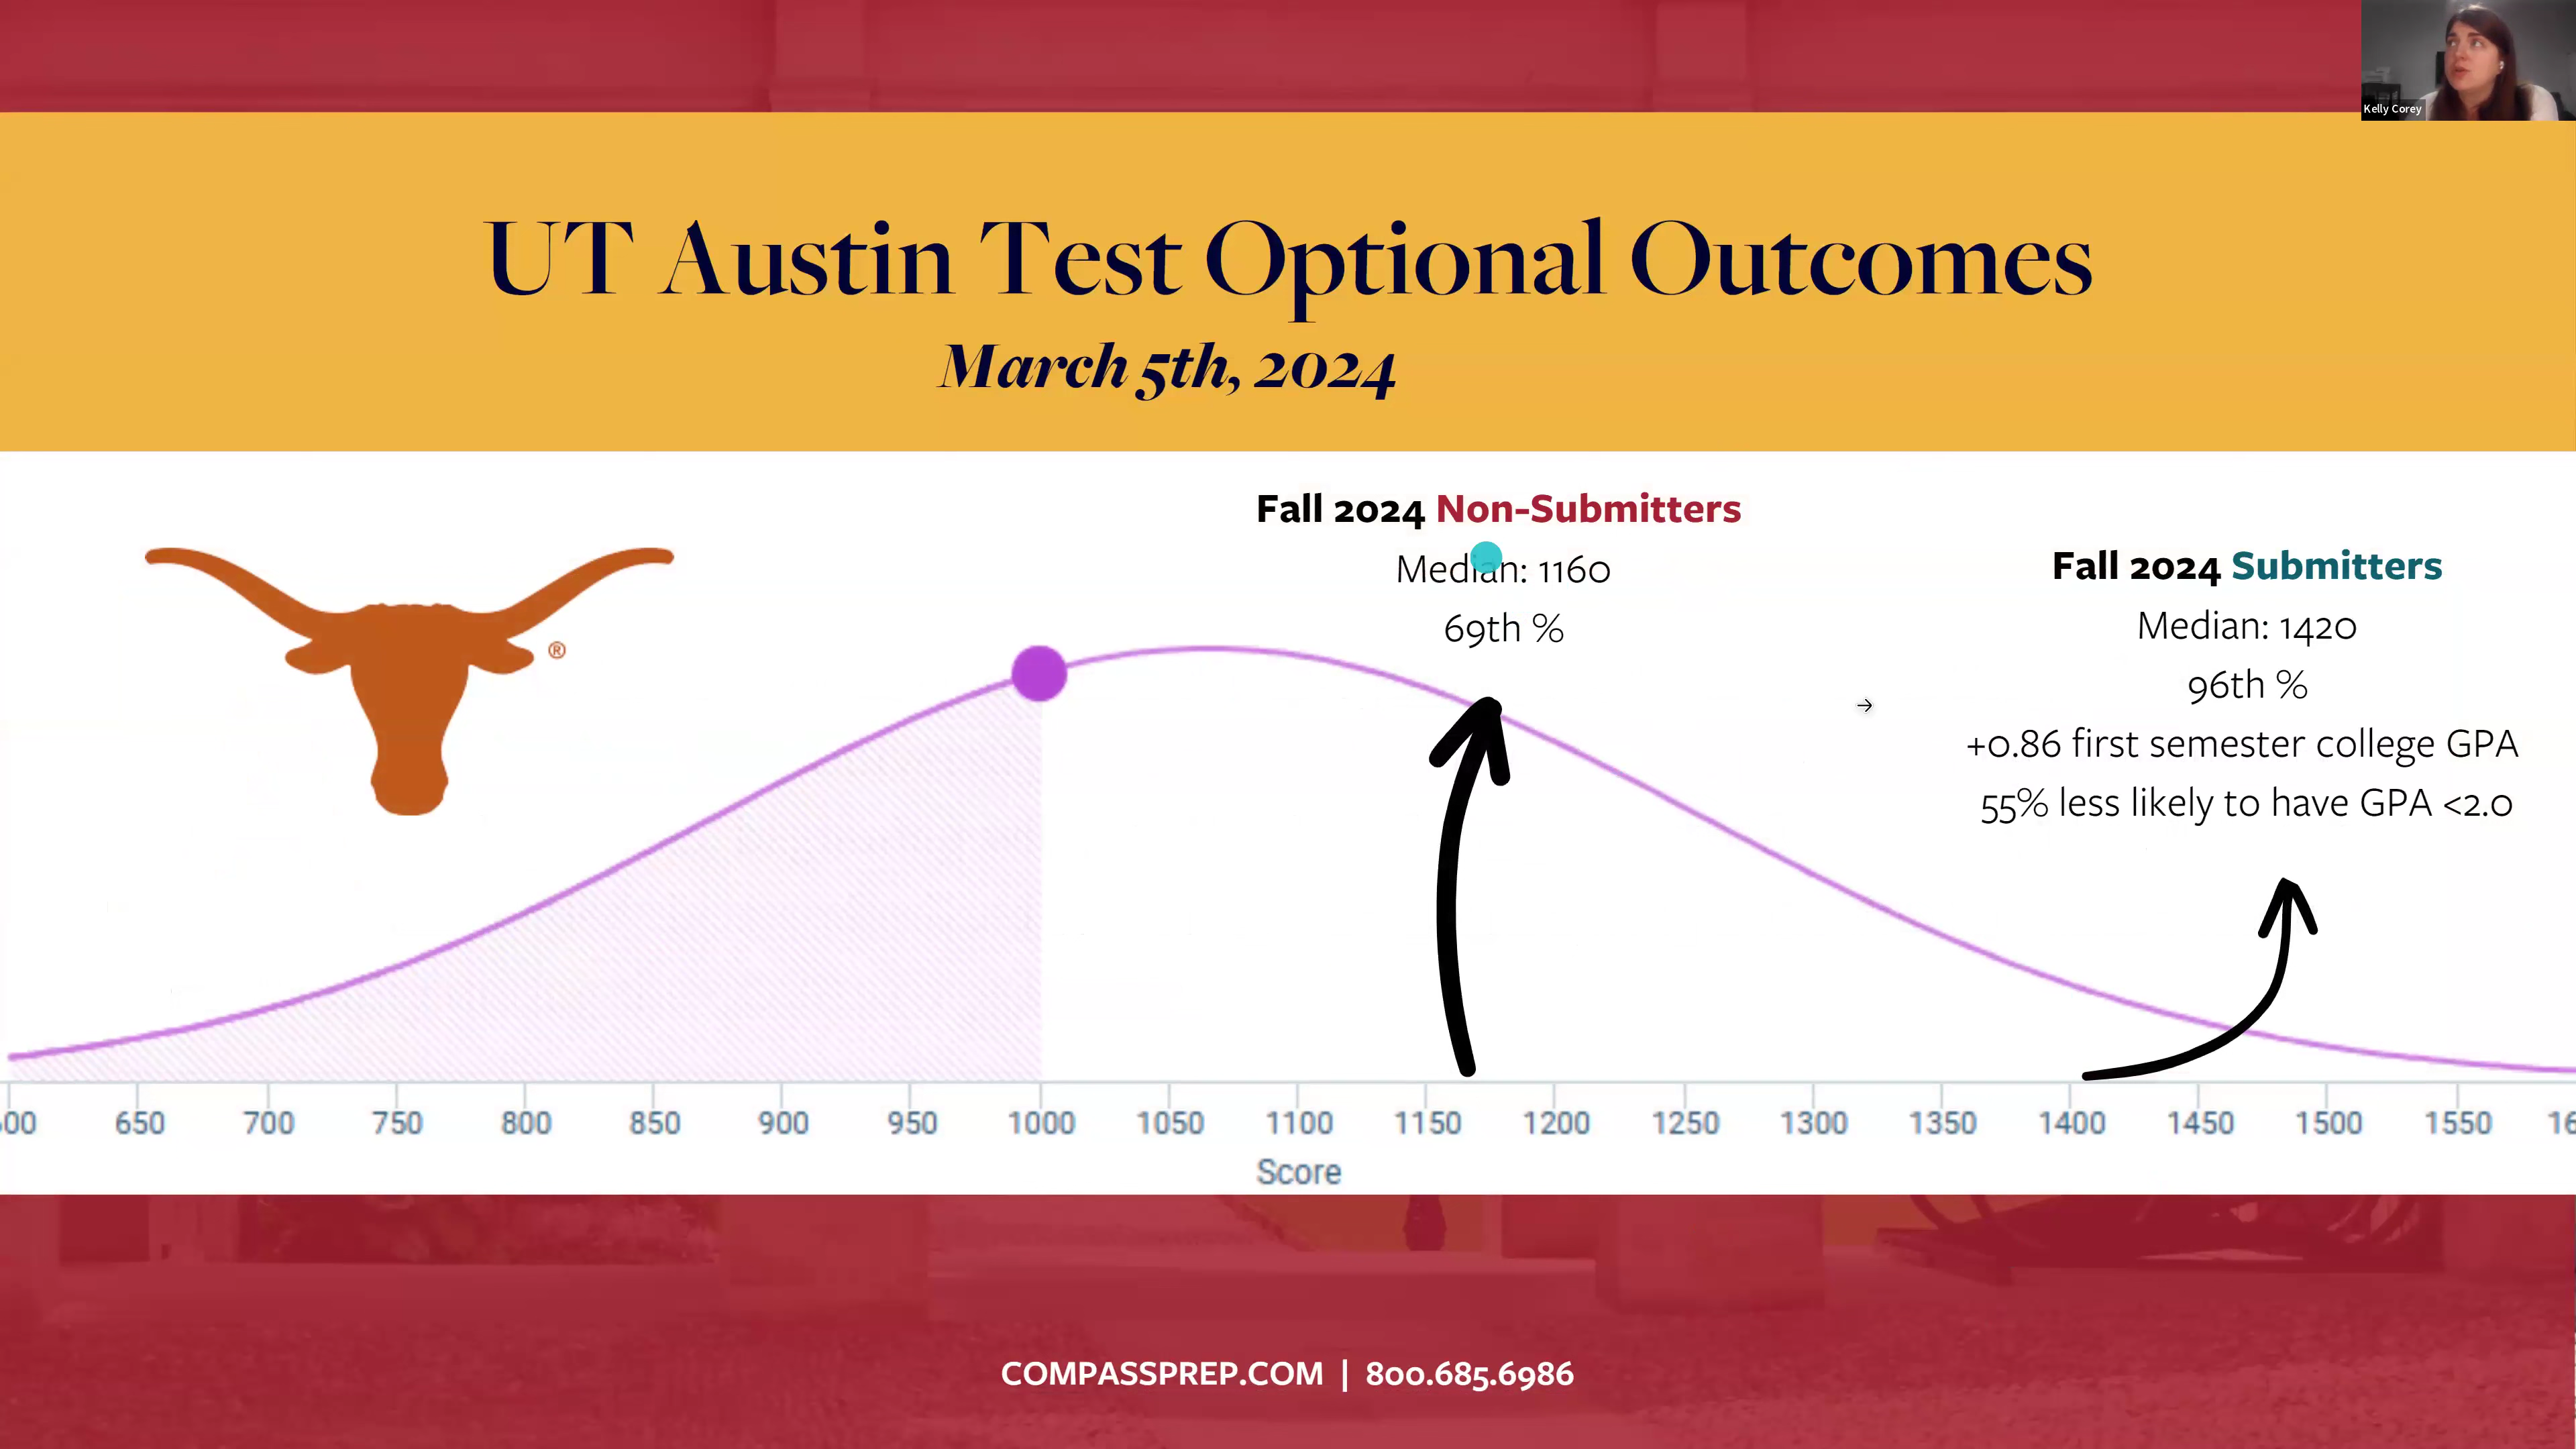 Kelly Corey
UT Austin Test Optional Outcomes
March 5th, 2024
Fall 2024 Non-Submitters
Median: 1160
69th %
Fall 2024 Submitters
Median: 1420
96th %
+0.86 first semester college GPA
55% less likely to have GPA <2.0
®
650 700 750 800 850 900 950 1000 1050 1100 1150 1200 1250 1300 1350 1400 1450 1500 1550
Score
COMPASSPREP.COM | 800.685.6986